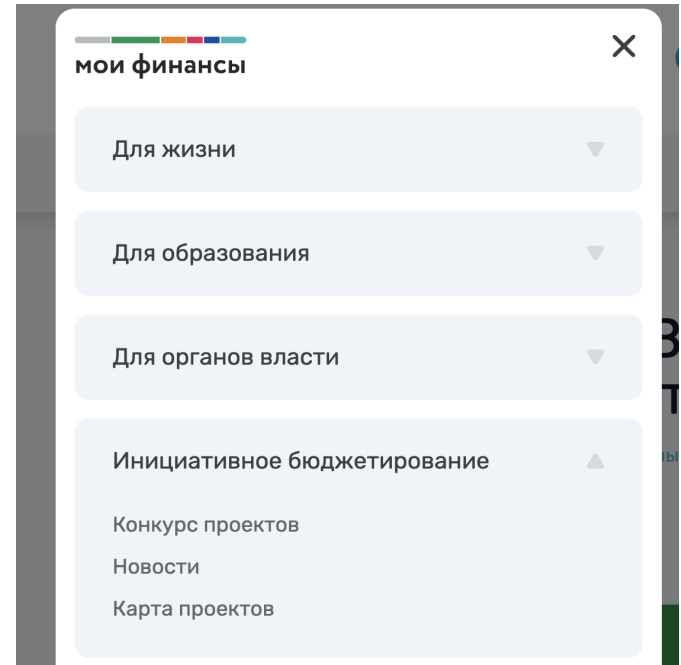 мои финансы
Для жизни
Для образования
Для органов власти
Инициативное бюджетирование
Конкурс проектов
Новости
Карта проектов